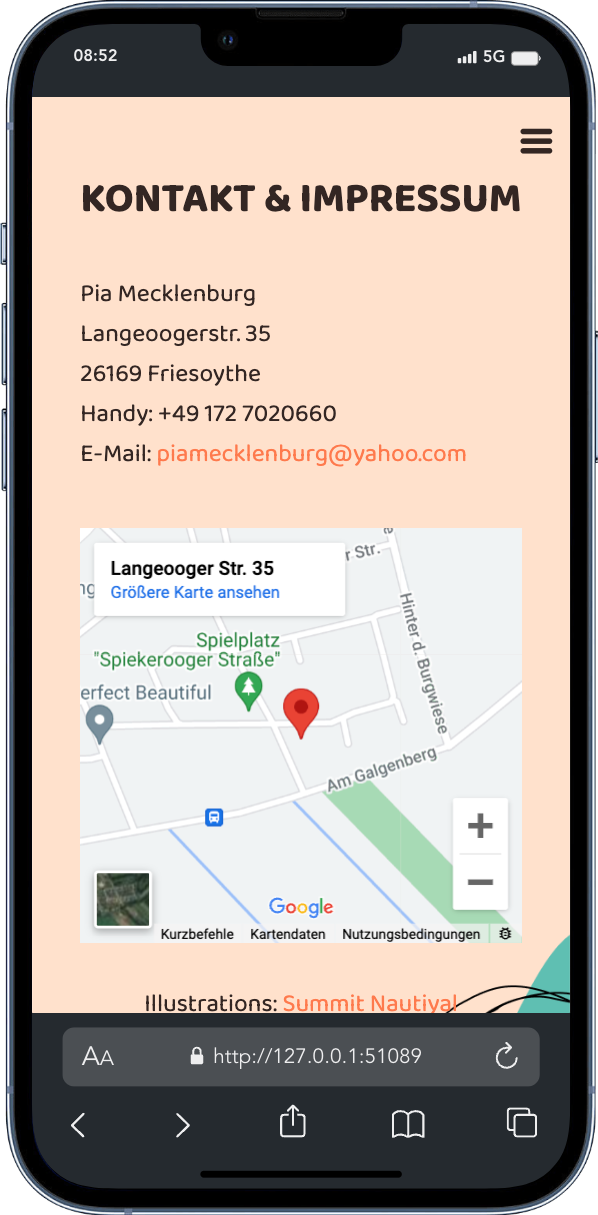 08:52
5G
KONTAKT & IMPRESSUM
Pia Mecklenburg
Langeoogerstr. 35
26169 Friesoythe
Handy: +49 172 7020660
E-Mail: piamecklenburg@yahoo.com
r Str.
Langeooger Str. 35
Größere Karte ansehen
Hinter d. Burgwiese
Spielplatz
"Spiekerooger Straße"
erfect Beautiful
Am Galgenberg
+
−
Google
Kurzbefehle Kartendaten Nutzungsbedingungen
Illustrations: Summit Nautiyal
AA http://127.0.0.1:51089